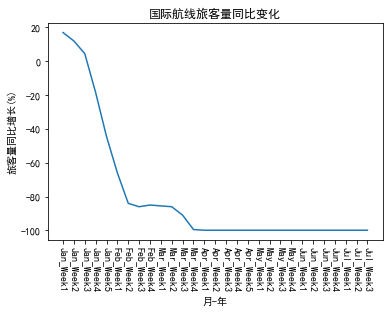 国际航线旅客量同比变化
旅客量同比增长(%)
20
0
−20
−40
−60
−80
−100
Jan_Week1
Jan_Week2
Jan_Week3
Jan_Week4
Jan_Week5
Feb_Week1
Feb_Week2
Feb_Week3
Feb_Week4
Mar_Week1
Mar_Week2
Mar_Week3
Mar_Week4
Apr_Week1
Apr_Week2
Apr_Week3
Apr_Week4
May_Week1
May_Week2
May_Week3
May_Week4
Jun_Week1
Jun_Week2
Jun_Week3
Jun_Week4
Jul_Week1
Jul_Week2
Jul_Week3
月-年